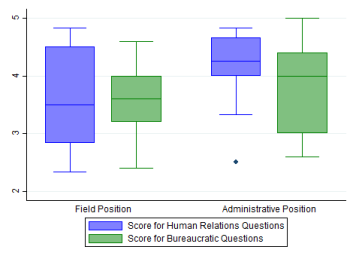 5
4
3
2
Field Position Administrative Position
Score for Human Relations Questions
Score for Bureaucratic Questions